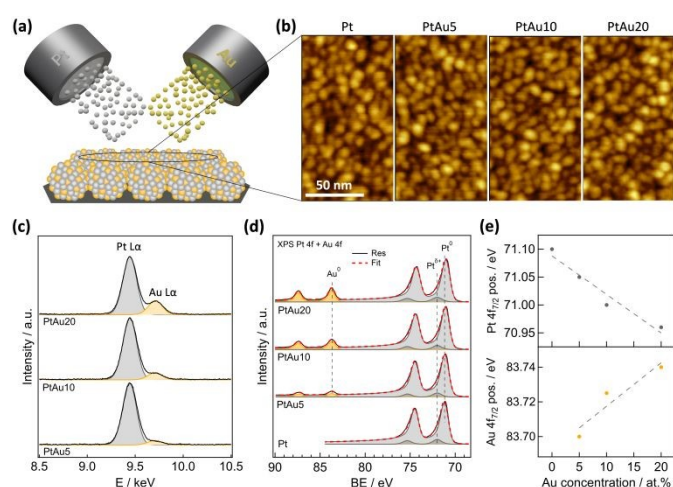 (a)
Pt
Au
(b)
Pt
PtAu5
PtAu10
PtAu20
50 nm
(c)
Pt Lα
Au Lα
PtAu20
PtAu10
PtAu5
Intensity / a.u.
8.5 9.0 9.5 10.0 10.5
E / keV
(d)
XPS Pt 4f + Au 4f
Res
Fit
Au⁰
Ptᵟ⁺
Pt⁰
PtAu20
PtAu10
PtAu5
Pt
Intensity / a.u.
90 85 80 75 70
BE / eV
(e)
71.10
71.05
71.00
70.95
Pt 4f₇/₂ pos. / eV
83.74
83.72
83.70
Au 4f₇/₂ pos. / eV
0 5 10 15 20
Au concentration / at.%